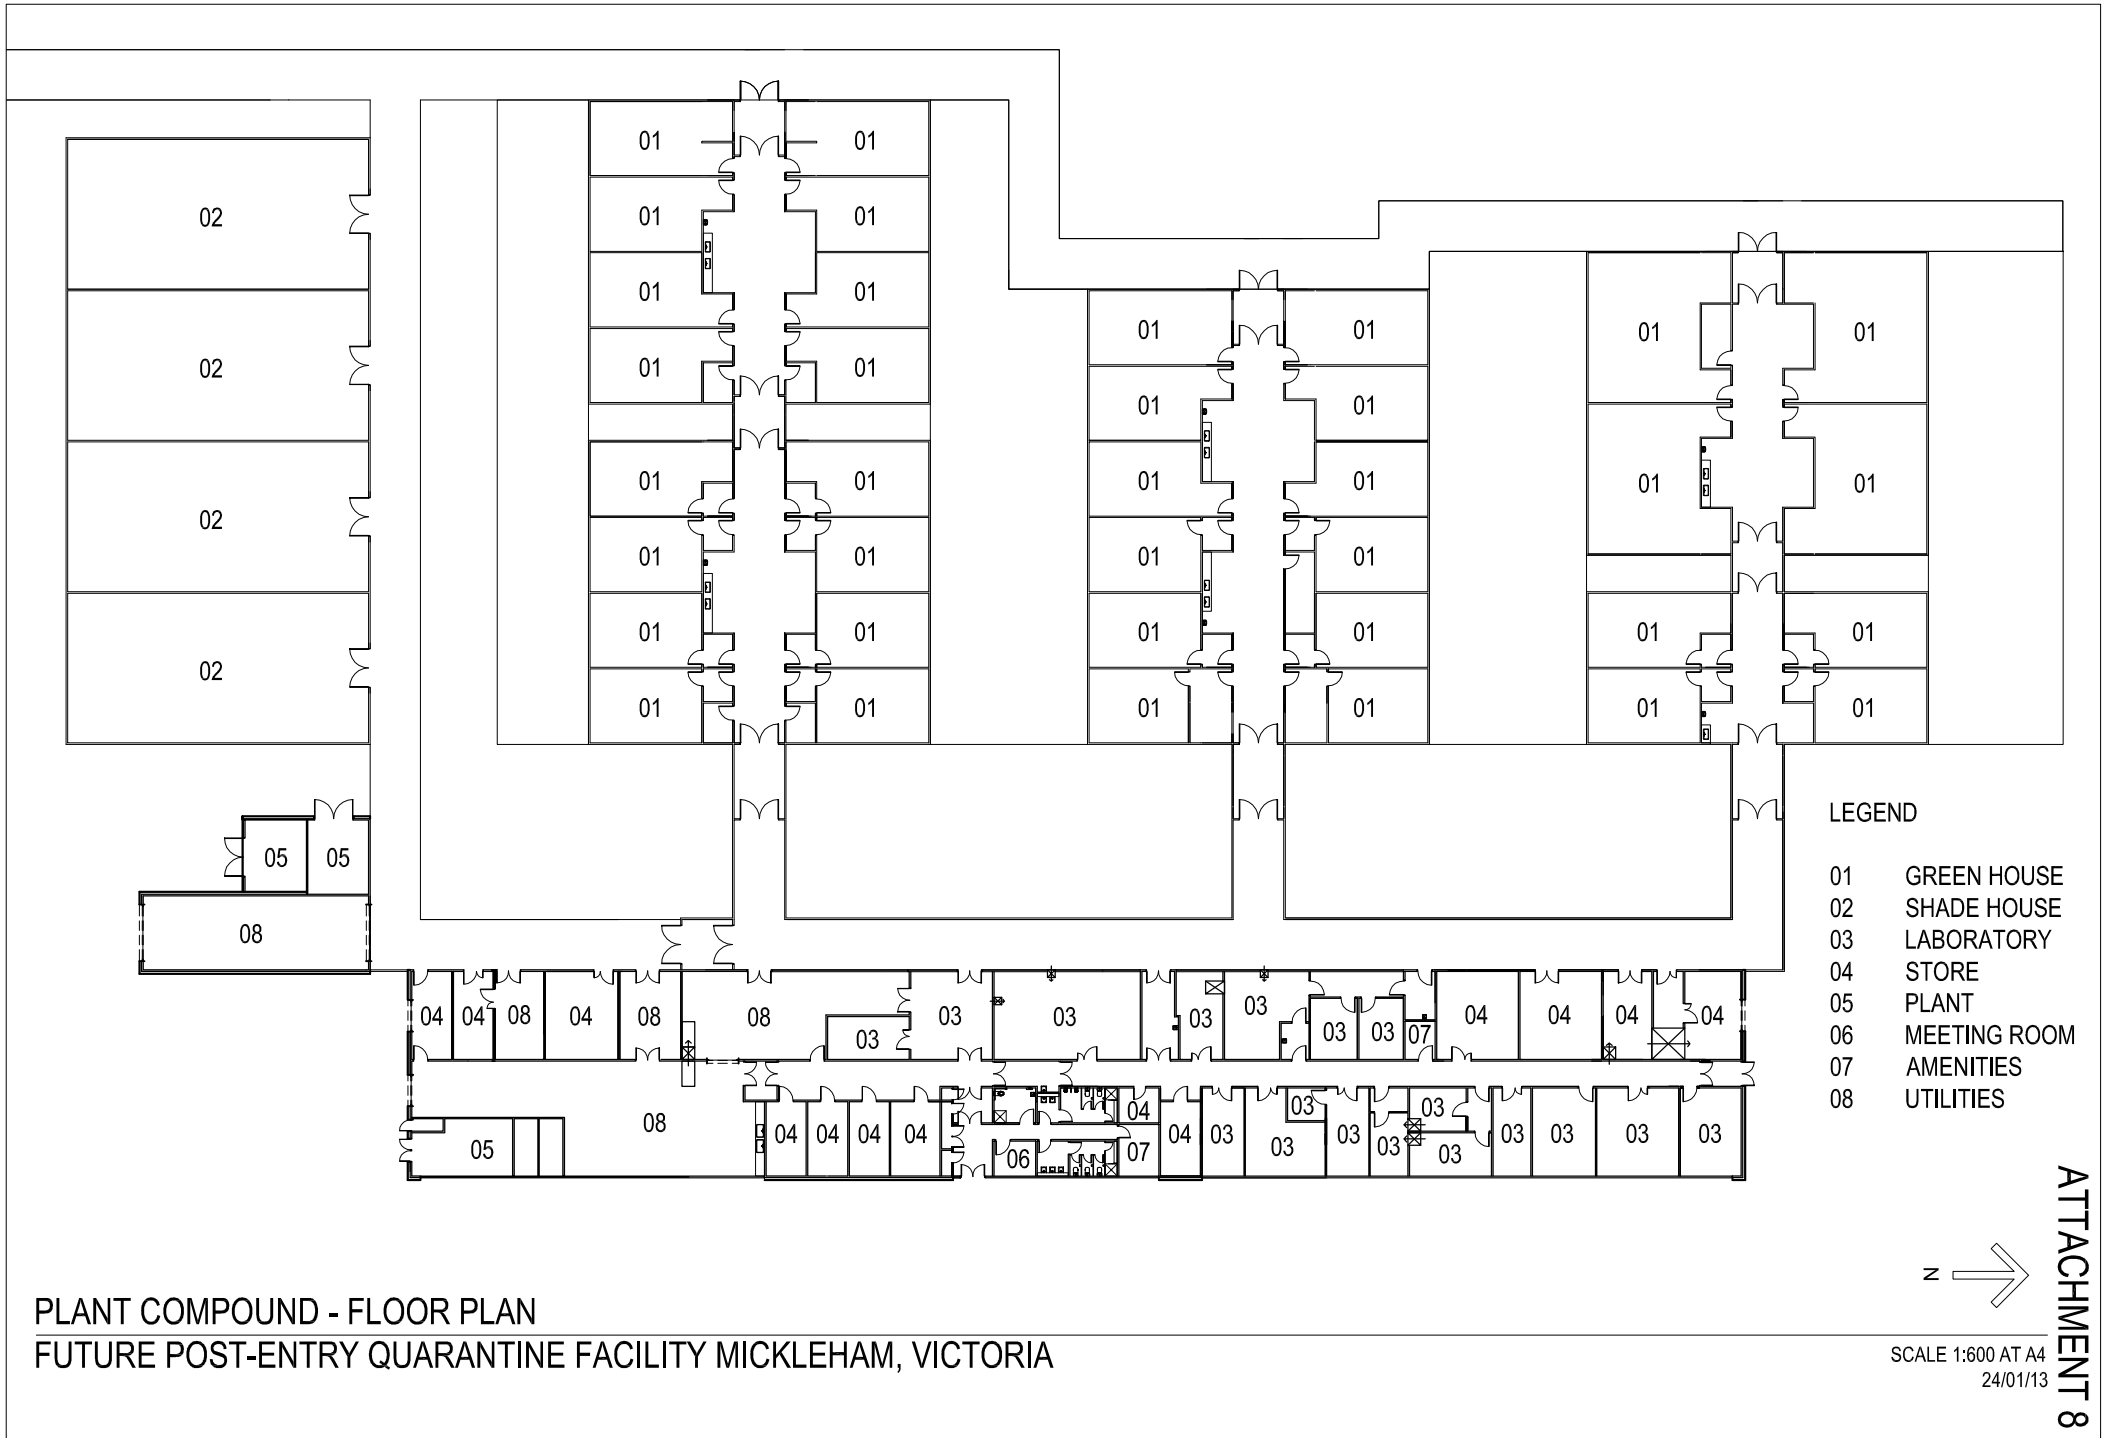 01 01
02 01 01
01 01
01 01 01 01
02 01 01 01 01
01 01
01 01 01 01
02 01 01 01 01
01 01 01 01
02 01 01 01 01 01 01
01 01 01 01 01 01
LEGEND
05 05
01 GREEN HOUSE
02 SHADE HOUSE
03 LABORATORY
04 STORE
05 PLANT
06 MEETING ROOM
07 AMENITIES
08 UTILITIES
08
04 04 08 04 08 08 03 03 03 03 03 03 03 07 04 04 04 04
08 04 04 04 04 04 03 03
05 06 07 04 03 03 03 03 03 03 03 03 03
N
PLANT COMPOUND - FLOOR PLAN
FUTURE POST-ENTRY QUARANTINE FACILITY MICKLEHAM, VICTORIA
SCALE 1:600 AT A4
24/01/13
ATTACHMENT 8